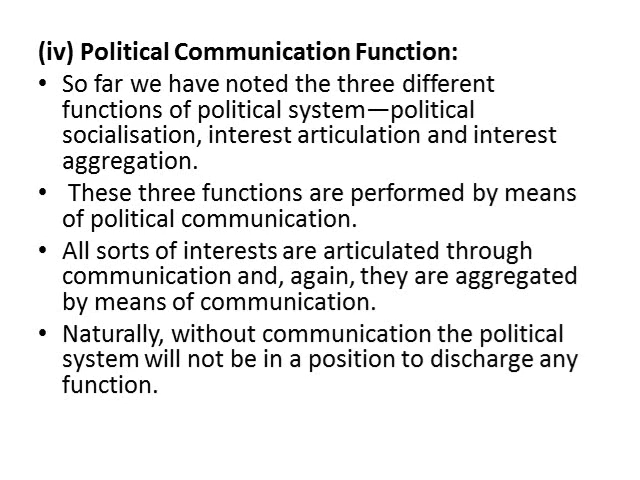 (iv) Political Communication Function:
• So far we have noted the three different
functions of political system—political
socialisation, interest articulation and interest
aggregation.
• These three functions are performed by means
of political communication.
• All sorts of interests are articulated through
communication and, again, they are aggregated
by means of communication.
• Naturally, without communication the political
system will not be in a position to discharge any
function.